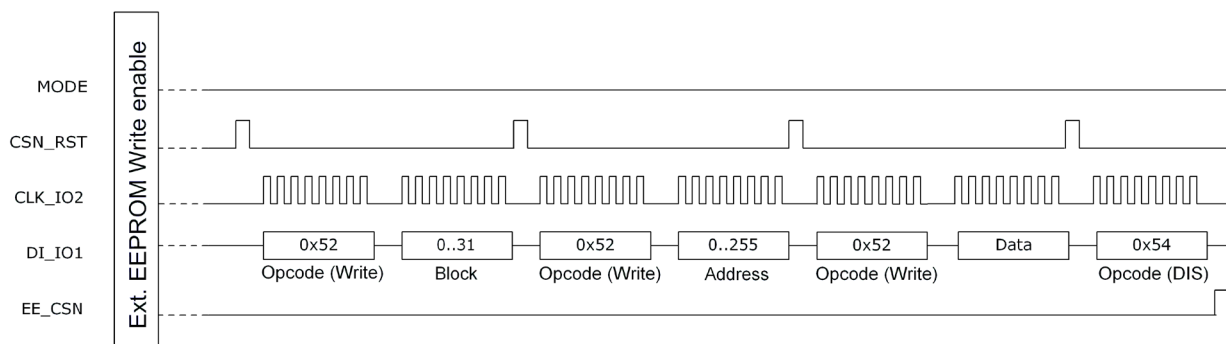 Ext. EEPROM Write enable
MODE
CSN_RST
CLK_IO2
DI_IO1 0x52 0..31 0x52 0..255 0x52 Data 0x54
Opcode (Write) Block Opcode (Write) Address Opcode (Write) Opcode (DIS)
EE_CSN